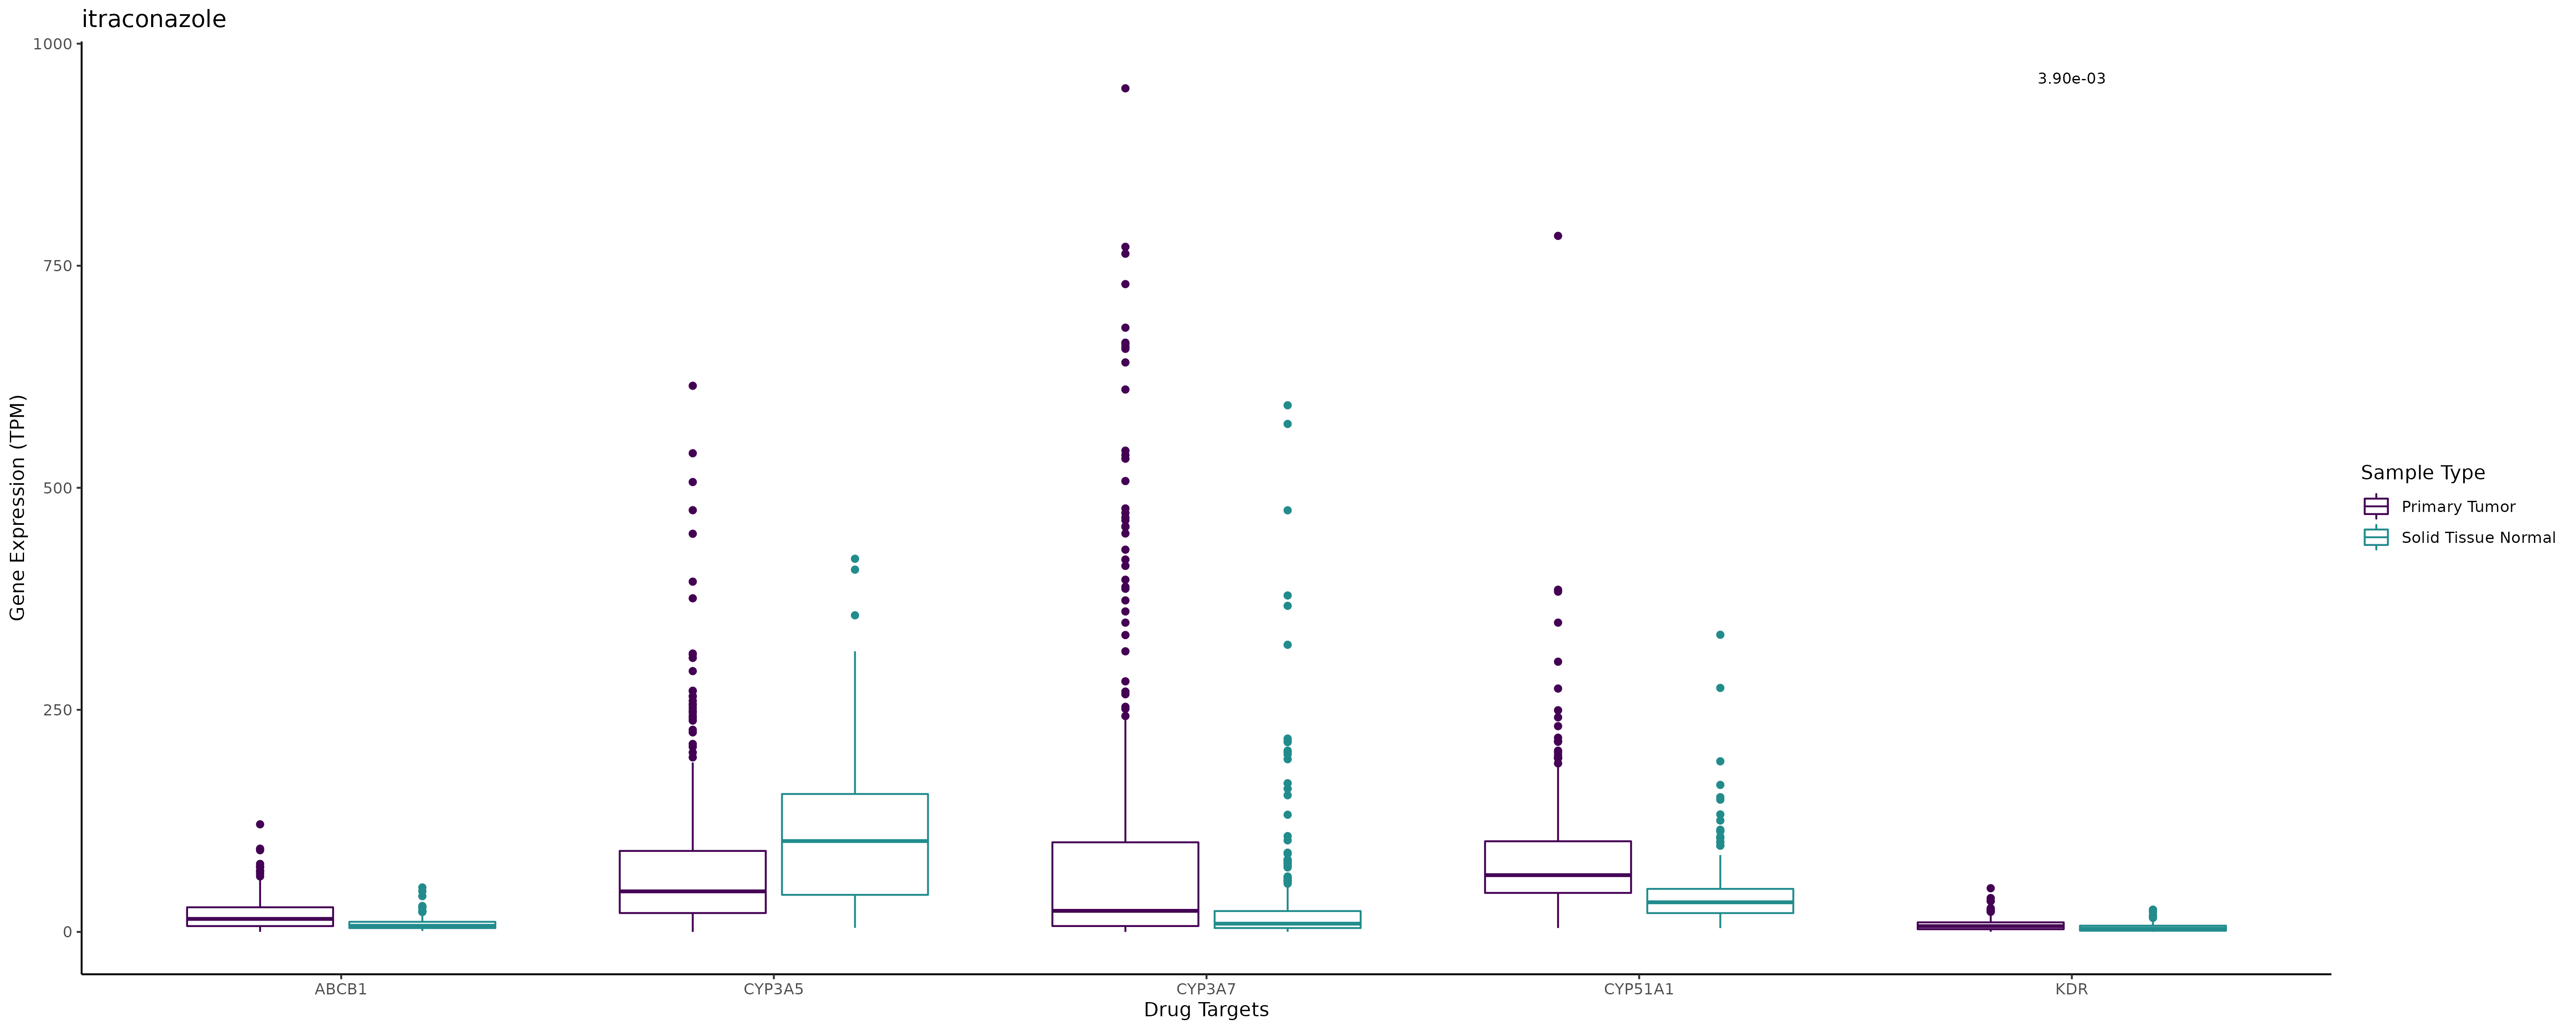 itraconazole
1000
750
500
250
0
Gene Expression (TPM)
3.90e-03
ABCB1
CYP3A5
CYP3A7
CYP51A1
KDR
Drug Targets
Sample Type
Primary Tumor
Solid Tissue Normal